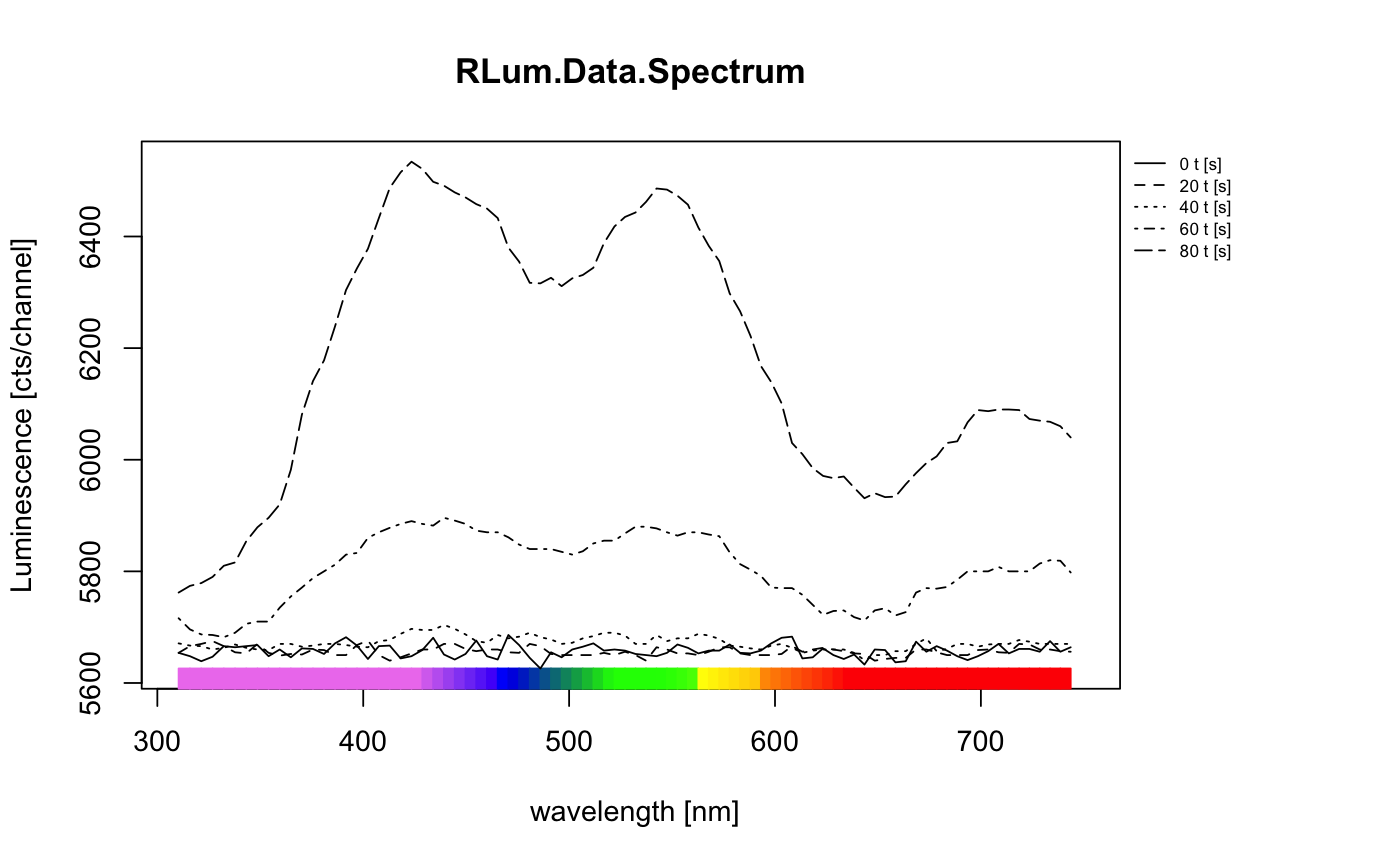 RLum.Data.Spectrum
Luminescence [cts/channel]
6400
6200
6000
5800
5600
0 t [s]
20 t [s]
40 t [s]
60 t [s]
80 t [s]
300 400 500 600 700
wavelength [nm]